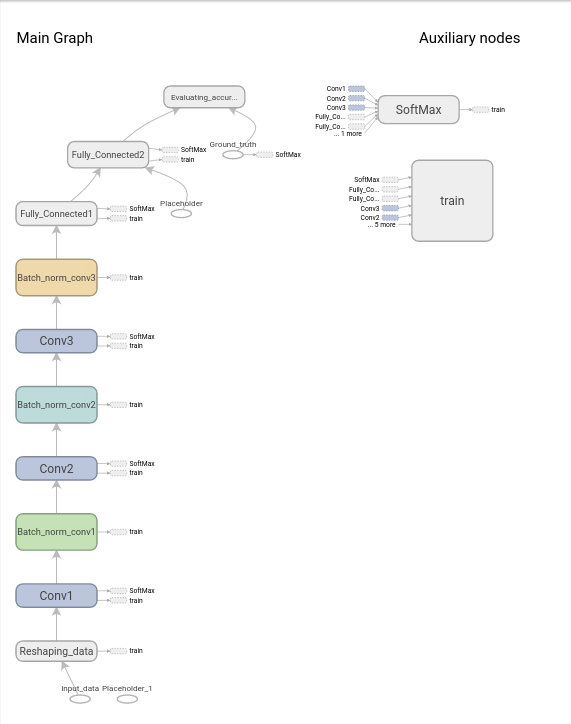 Main Graph
Auxiliary nodes
Evaluating_accur...
Conv1
Conv2
Conv3
Fully_Co...
Fully_Co...
... 1 more
SoftMax
train
Fully_Connected2
SoftMax
train
Ground_truth
SoftMax
SoftMax
Fully_Co...
Fully_Co...
Conv3
Conv2
... 5 more
train
Fully_Connected1
SoftMax
train
Placeholder
Batch_norm_conv3
train
Conv3
SoftMax
train
Batch_norm_conv2
train
Conv2
SoftMax
train
Batch_norm_conv1
train
Conv1
SoftMax
train
Reshaping_data
train
Input_data
Placeholder_1